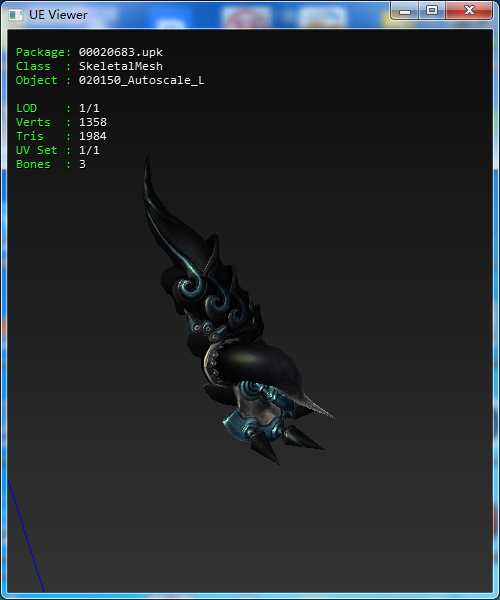 UE Viewer
Package: 00020683.upk
Class : SkeletalMesh
Object : 020150_Autoscale_L
LOD : 1/1
Verts : 1358
Tris : 1984
UV Set : 1/1
Bones : 3